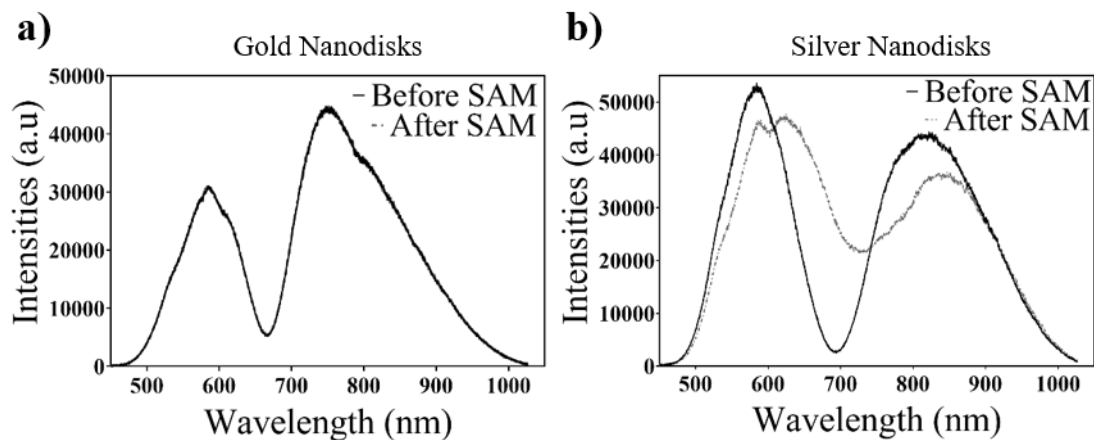 a)
Gold Nanodisks
Before SAM
After SAM
Intensities (a.u)
50000
40000
30000
20000
10000
0
500 600 700 800 900 1000
Wavelength (nm)
b)
Silver Nanodisks
Before SAM
After SAM
Intensities (a.u)
50000
40000
30000
20000
10000
0
500 600 700 800 900 1000
Wavelength (nm)